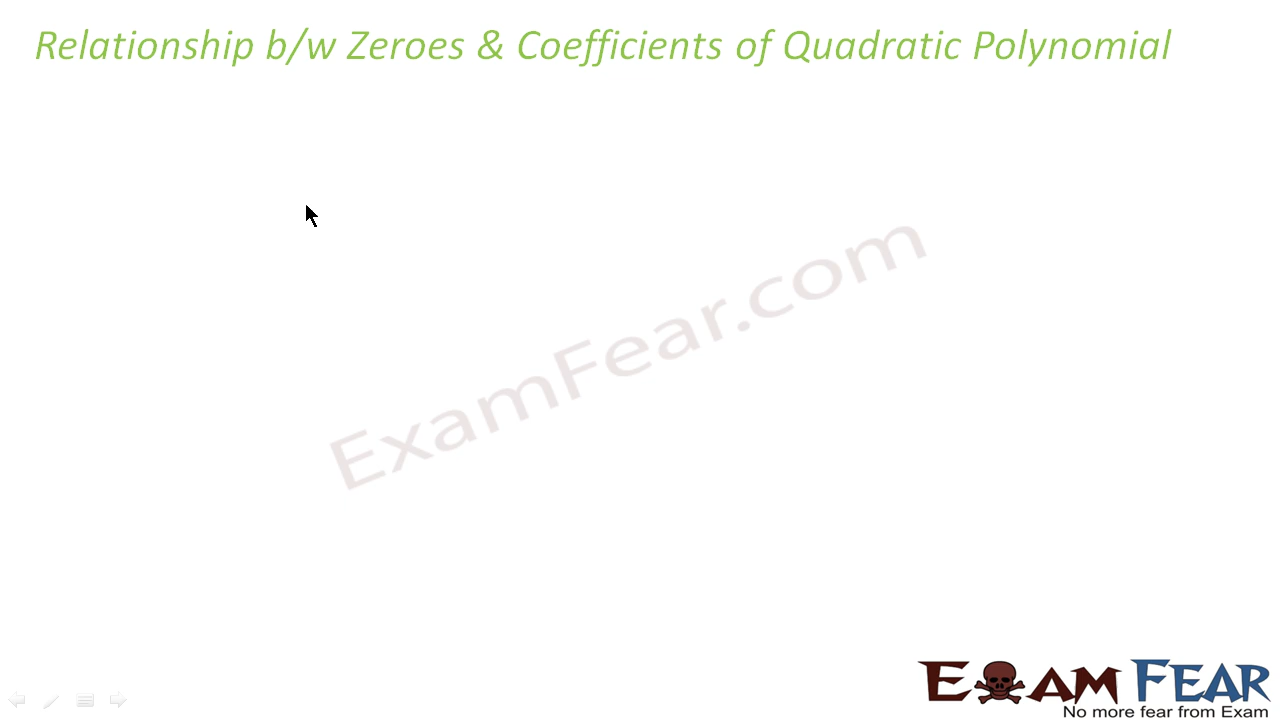 Relationship b/w Zeroes & Coefficients of Quadratic Polynomial
ExamFear.com
EXAM FEAR
No more fear from Exam